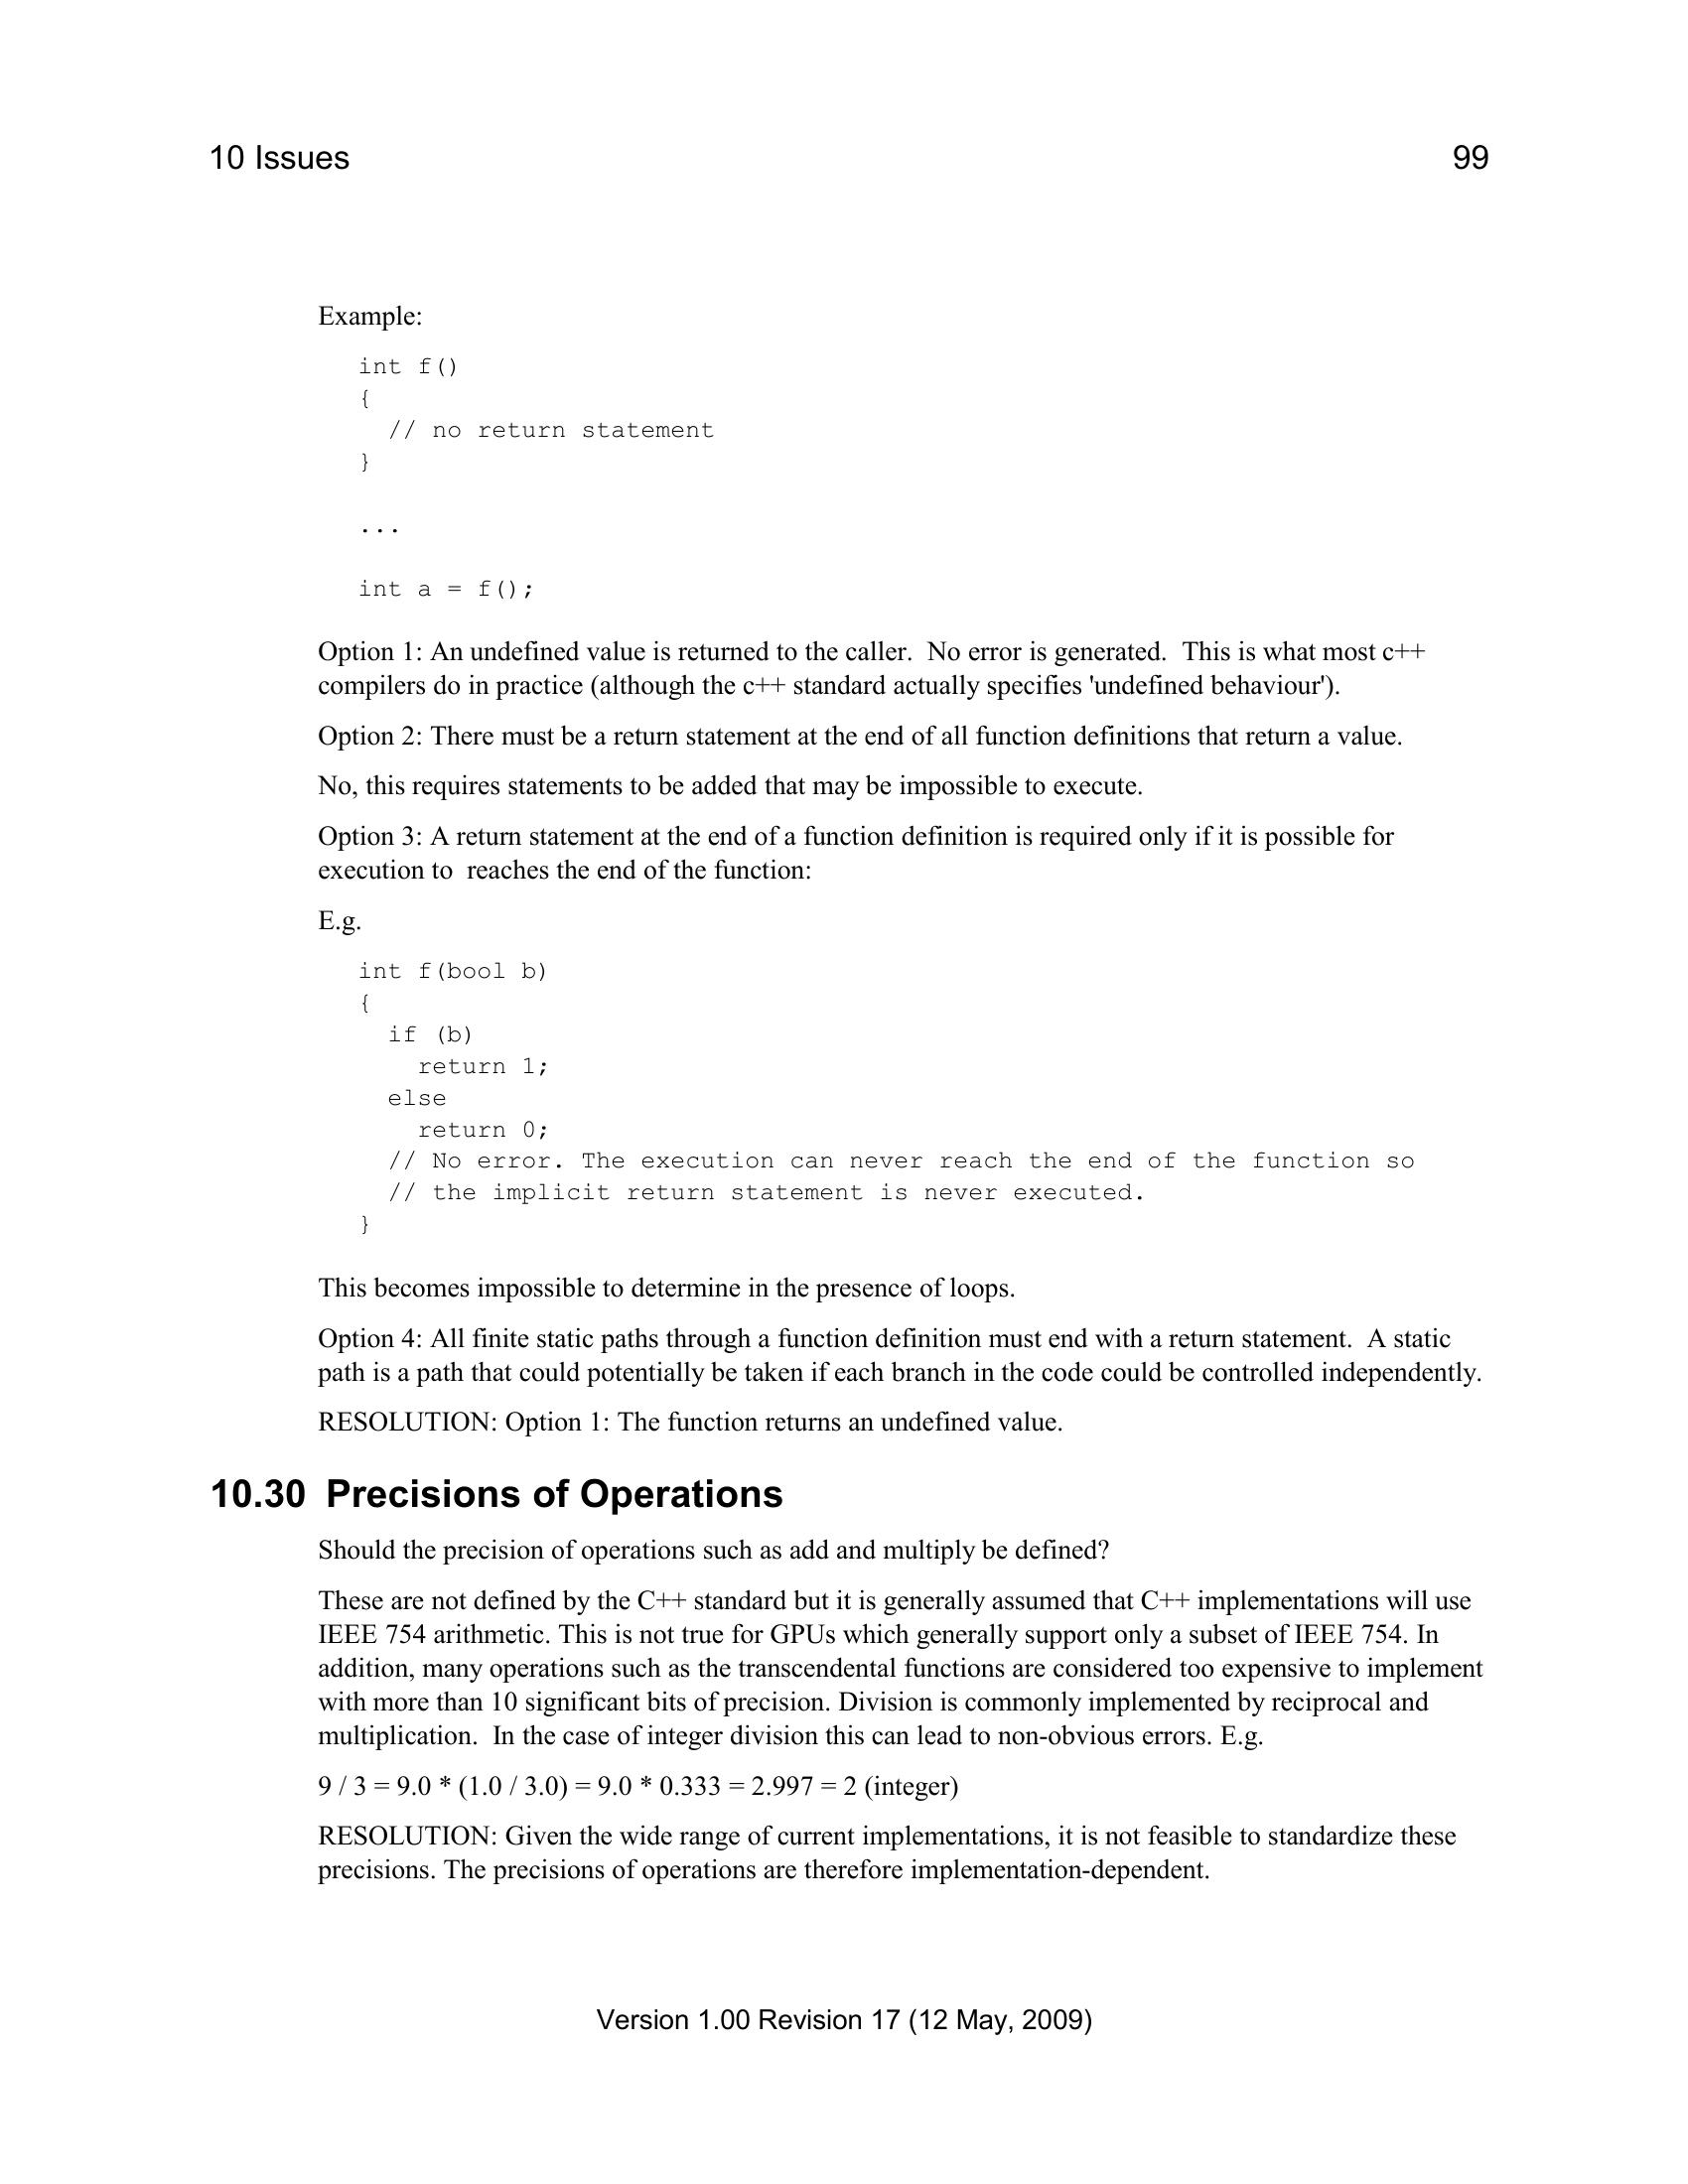 10 Issues 99
Example:
int f()
{
// no return statement
}
...
int a = f();
Option 1: An undefined value is returned to the caller.  No error is generated.  This is what most c++
compilers do in practice (although the c++ standard actually specifies 'undefined behaviour').
Option 2: There must be a return statement at the end of all function definitions that return a value.
No, this requires statements to be added that may be impossible to execute.
Option 3: A return statement at the end of a function definition is required only if it is possible for
execution to  reaches the end of the function:
E.g.
int f(bool b)
{
if (b)
return 1;
else
return 0;
// No error. The execution can never reach the end of the function so
// the implicit return statement is never executed.
}
This becomes impossible to determine in the presence of loops.
Option 4: All finite static paths through a function definition must end with a return statement.  A static
path is a path that could potentially be taken if each branch in the code could be controlled independently.
RESOLUTION: Option 1: The function returns an undefined value.
10.30 Precisions of Operations
Should the precision of operations such as add and multiply be defined?
These are not defined by the C++ standard but it is generally assumed that C++ implementations will use
IEEE 754 arithmetic. This is not true for GPUs which generally support only a subset of IEEE 754. In
addition, many operations such as the transcendental functions are considered too expensive to implement
with more than 10 significant bits of precision. Division is commonly implemented by reciprocal and
multiplication.  In the case of integer division this can lead to non-obvious errors. E.g.
9 / 3 = 9.0 * (1.0 / 3.0) = 9.0 * 0.333 = 2.997 = 2 (integer)
RESOLUTION: Given the wide range of current implementations, it is not feasible to standardize these
precisions. The precisions of operations are therefore implementation-dependent.
Version 1.00 Revision 17 (12 May, 2009)